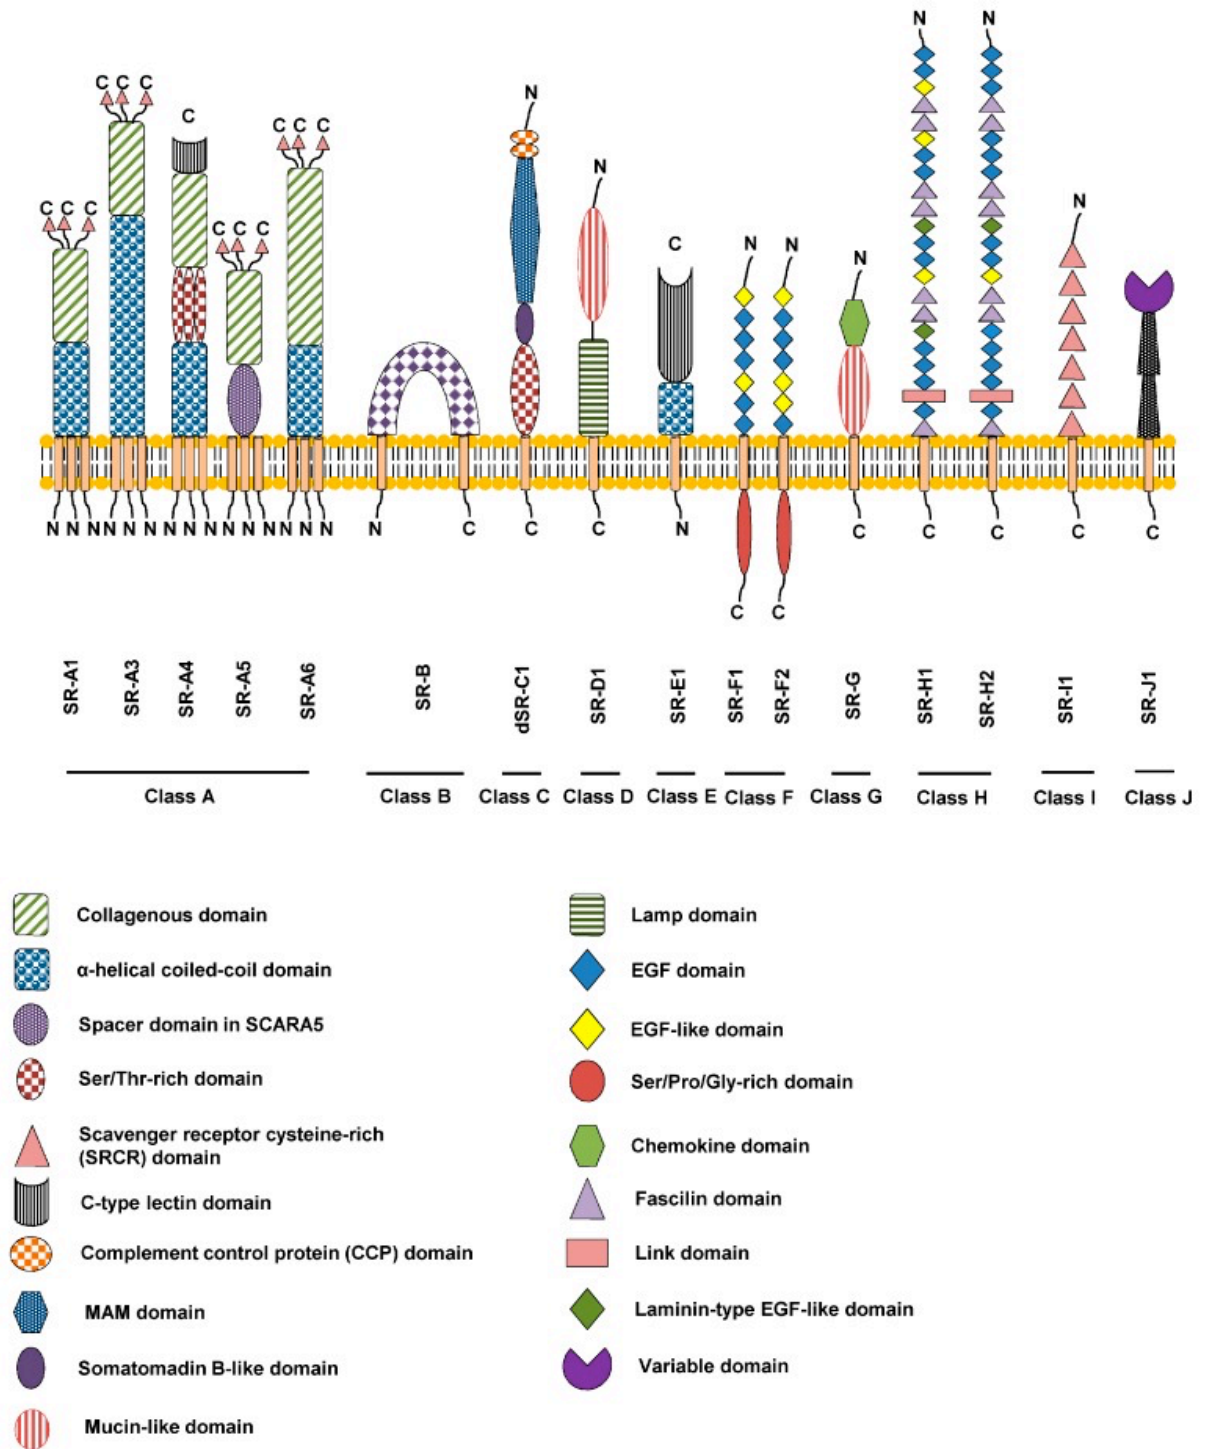 N N
C C C
N
C
C C C
N
C C C
N
C C C
C
N N
N
N N N N N N N N N N N N N N N
N
C
C
C
N
C
C
C
C
C
C C
SR-A1
SR-A3
SR-A4
SR-A5
SR-A6
SR-B
dSR-C1
SR-D1
SR-E1
SR-F1
SR-F2
SR-G
SR-H1
SR-H2
SR-I1
SR-J1
Class A
Class B
Class C
Class D
Class E
Class F
Class G
Class H
Class I
Class J
Collagenous domain
α-helical coiled-coil domain
Spacer domain in SCARA5
Ser/Thr-rich domain
Scavenger receptor cysteine-rich
(SRCR) domain
C-type lectin domain
Complement control protein (CCP) domain
MAM domain
Somatomadin B-like domain
Mucin-like domain
Lamp domain
EGF domain
EGF-like domain
Ser/Pro/Gly-rich domain
Chemokine domain
Fascilin domain
Link domain
Laminin-type EGF-like domain
Variable domain